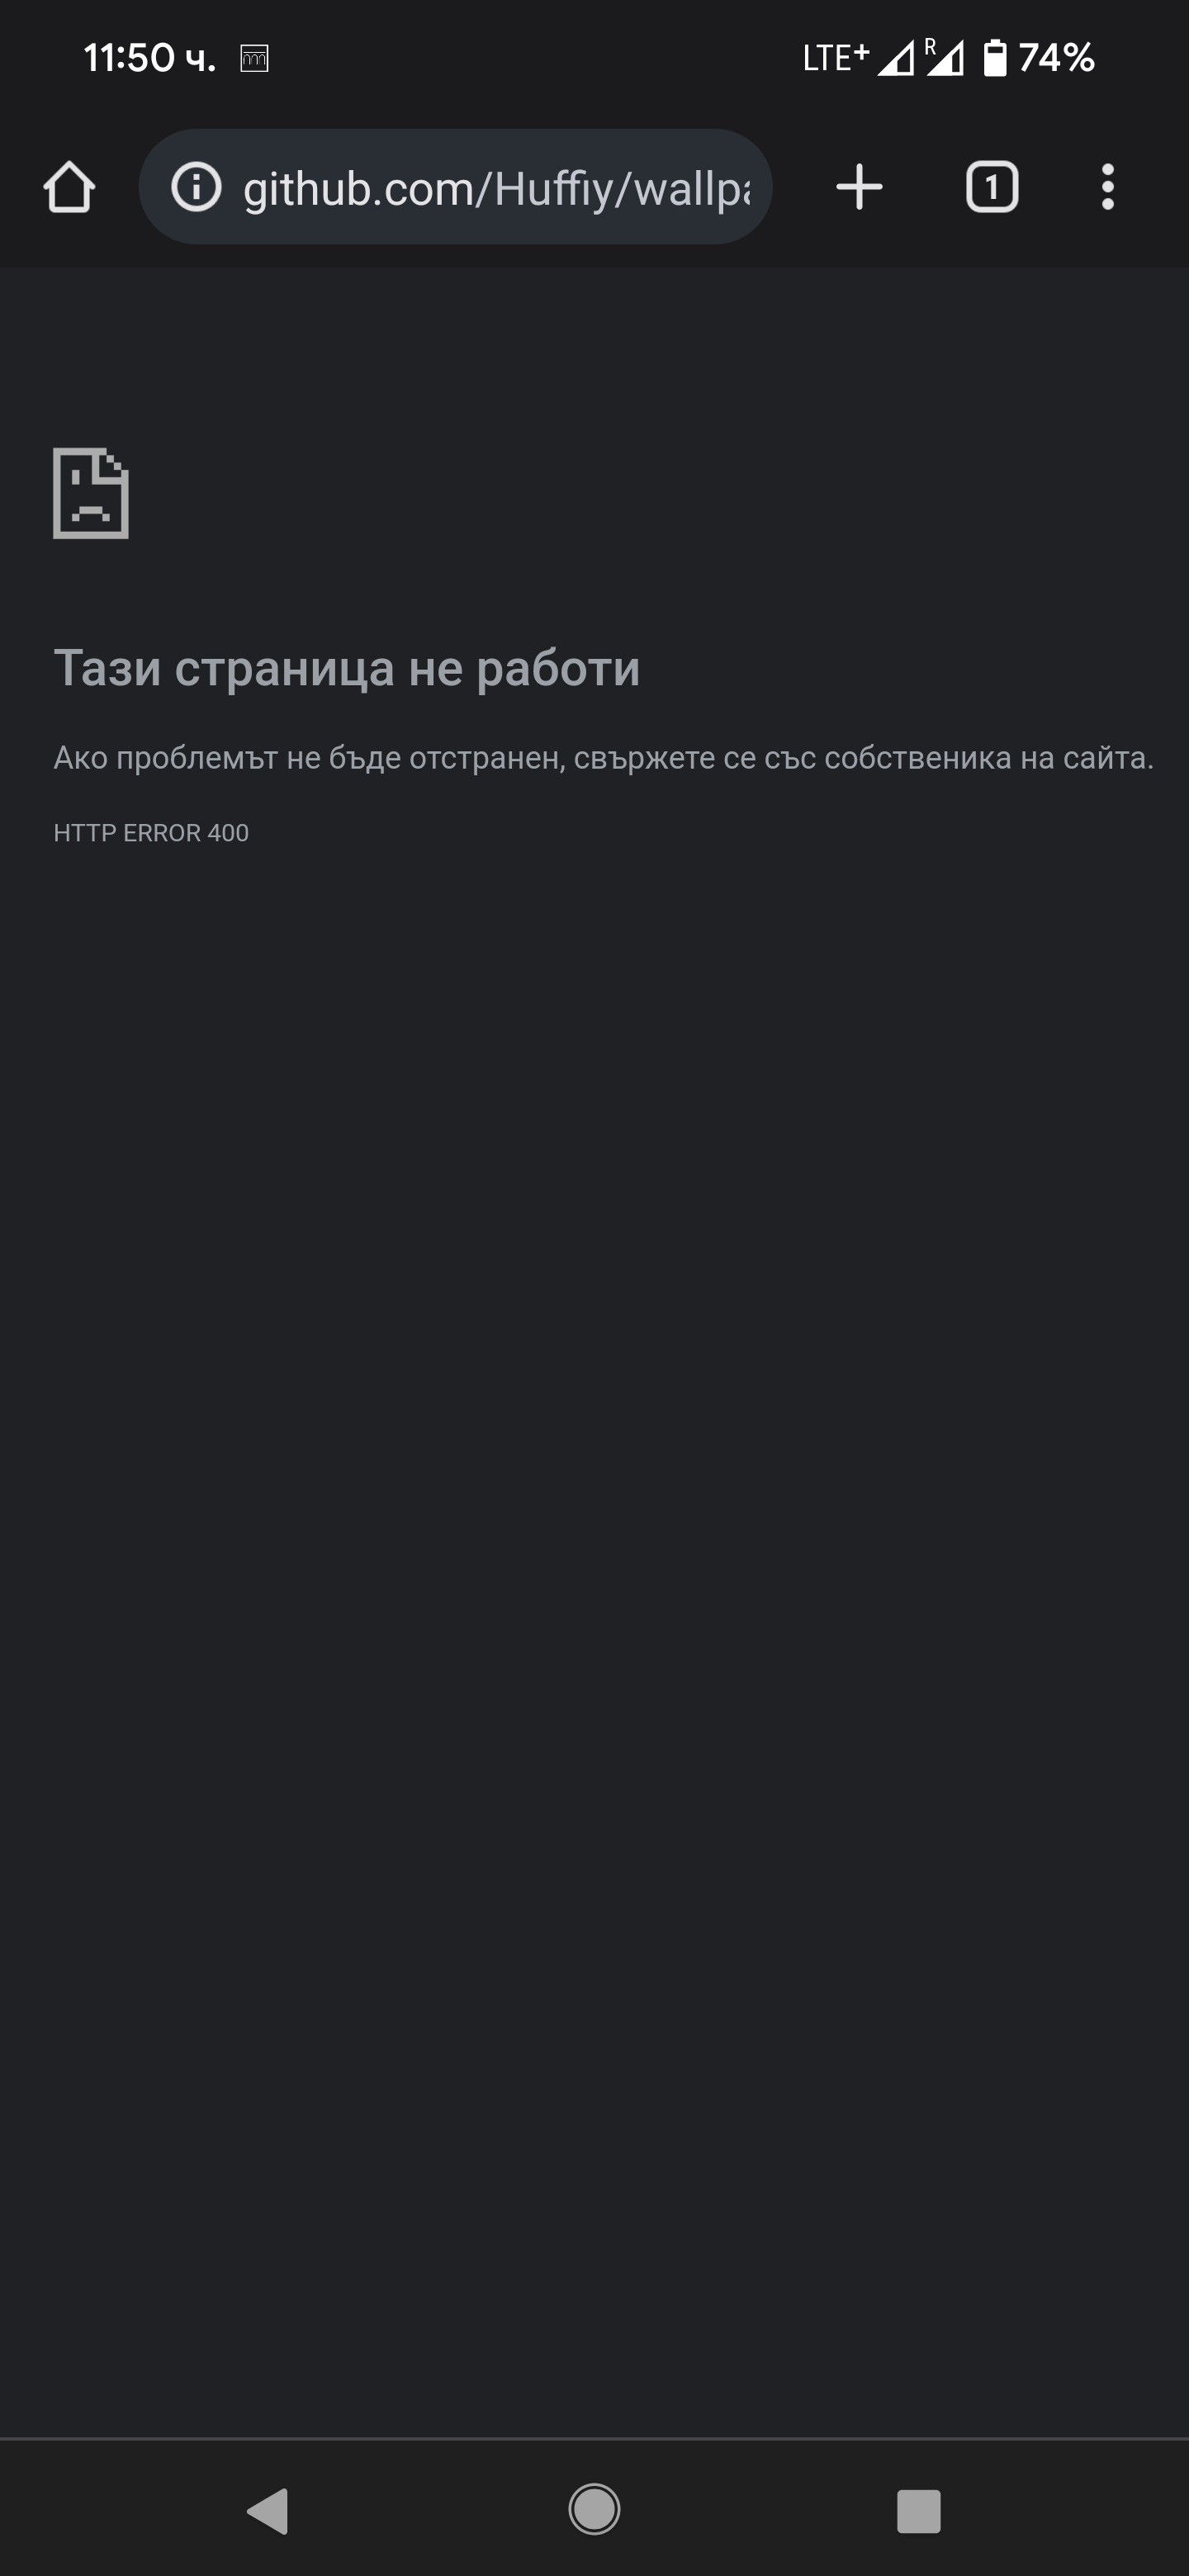 11:50 ч.
LTE+ R 74%
github.com/Huffiy/wallpa
1
Тази страница не работи
Ако проблемът не бъде отстранен, свържете се със собственика на сайта.
HTTP ERROR 400